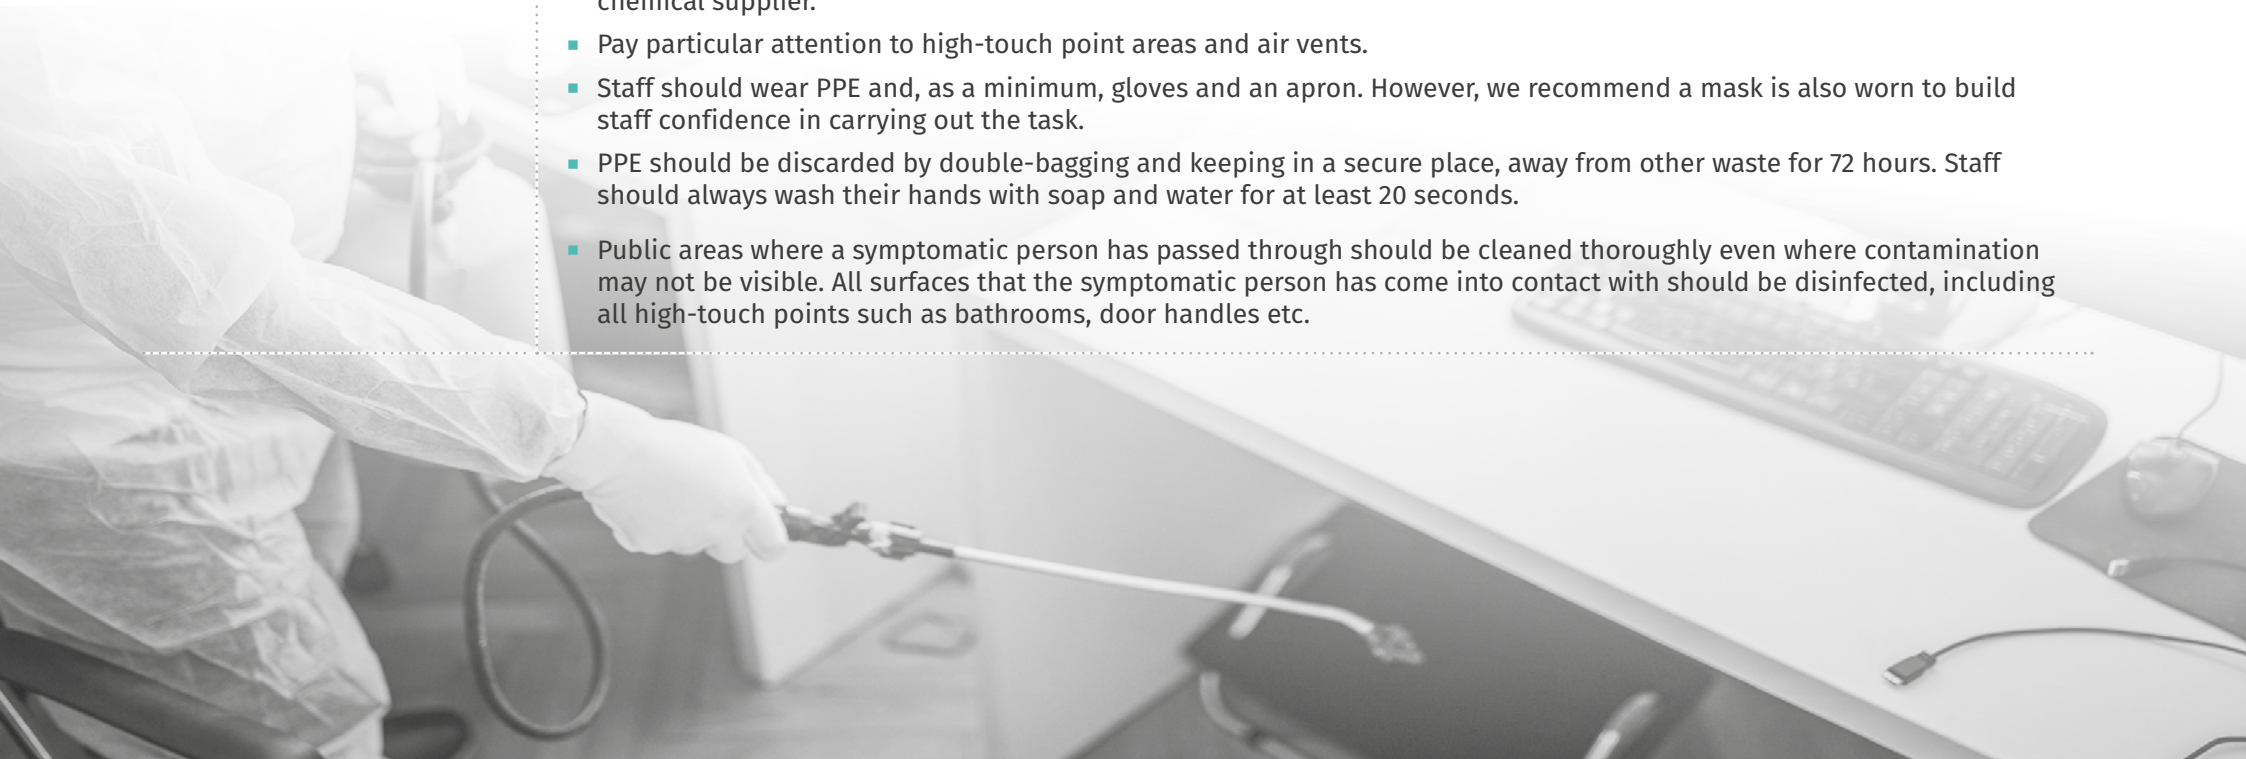 chemical supplier.
Pay particular attention to high-touch point areas and air vents.
Staff should wear PPE and, as a minimum, gloves and an apron. However, we recommend a mask is also worn to build
staff confidence in carrying out the task.
PPE should be discarded by double-bagging and keeping in a secure place, away from other waste for 72 hours. Staff
should always wash their hands with soap and water for at least 20 seconds.
Public areas where a symptomatic person has passed through should be cleaned thoroughly even where contamination
may not be visible. All surfaces that the symptomatic person has come into contact with should be disinfected, including
all high-touch points such as bathrooms, door handles etc.